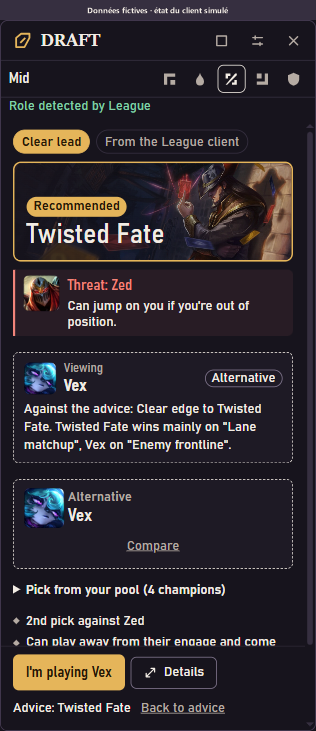 Données fictives · état du client simulé
DRAFT
Mid
Role detected by League
Clear lead
From the League client
Recommended
Twisted Fate
Threat: Zed
Can jump on you if you're out of
position.
Viewing
Vex
Alternative
Against the advice: Clear edge to Twisted
Fate. Twisted Fate wins mainly on "Lane
matchup", Vex on "Enemy frontline".
Alternative
Vex
Compare
Pick from your pool (4 champions)
2nd pick against Zed
Can play away from their engage and come
I'm playing Vex
Details
Advice: Twisted Fate Back to advice